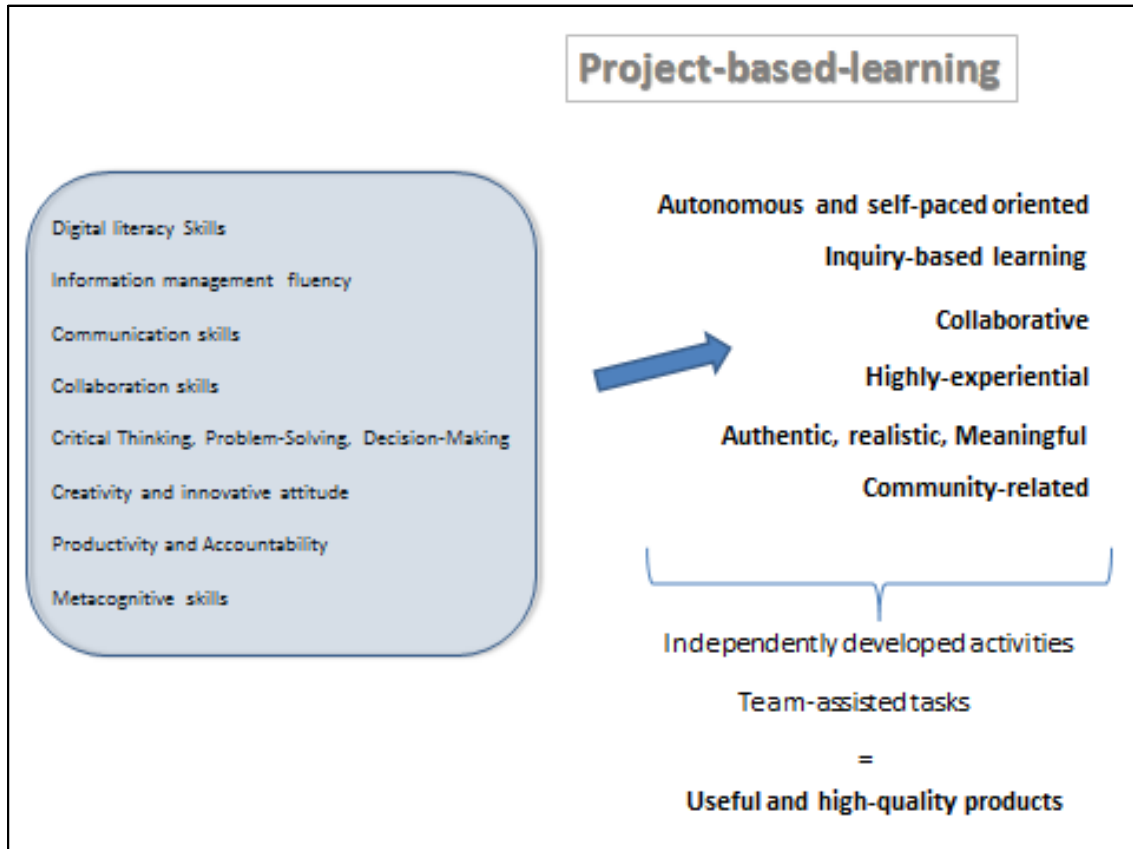 Project-based-learning
Digital literacy Skills
Information management fluency
Communication skills
Collaboration skills
Critical Thinking, Problem-Solving, Decision-Making
Creativity and innovative attitude
Productivity and Accountability
Metacognitive skills
Autonomous and self-paced oriented
Inquiry-based learning
Collaborative
Highly-experiential
Authentic, realistic, Meaningful
Community-related
Independently developed activities
Team-assisted tasks
=
Useful and high-quality products